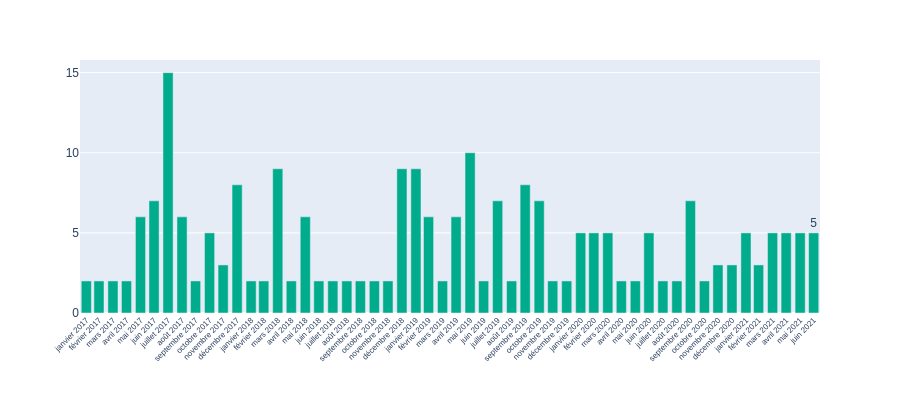 15
10
5
0
5
janvier 2017
février 2017
mars 2017
avril 2017
mai 2017
juin 2017
juillet 2017
août 2017
septembre 2017
octobre 2017
novembre 2017
décembre 2017
janvier 2018
février 2018
mars 2018
avril 2018
mai 2018
juin 2018
juillet 2018
août 2018
septembre 2018
octobre 2018
novembre 2018
décembre 2018
janvier 2019
février 2019
mars 2019
avril 2019
mai 2019
juin 2019
juillet 2019
août 2019
septembre 2019
octobre 2019
novembre 2019
décembre 2019
janvier 2020
février 2020
mars 2020
avril 2020
mai 2020
juin 2020
juillet 2020
août 2020
septembre 2020
octobre 2020
novembre 2020
décembre 2020
janvier 2021
février 2021
mars 2021
avril 2021
mai 2021
juin 2021